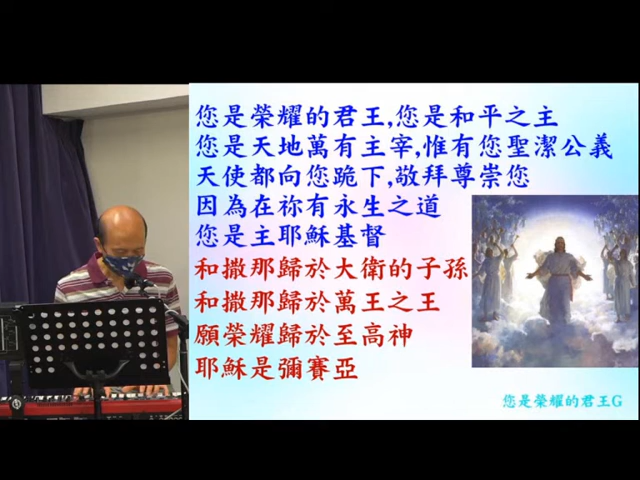 您是榮耀的君王,您是和平之主
您是天地萬有主宰,惟有您聖潔公義
天使都向您跪下,敬拜尊崇您
因為在祢有永生之道
您是主耶穌基督
和撒那歸於大衛的子孫
和撒那歸於萬王之王
願榮耀歸於至高神
耶穌是彌賽亞
您是榮耀的君王G